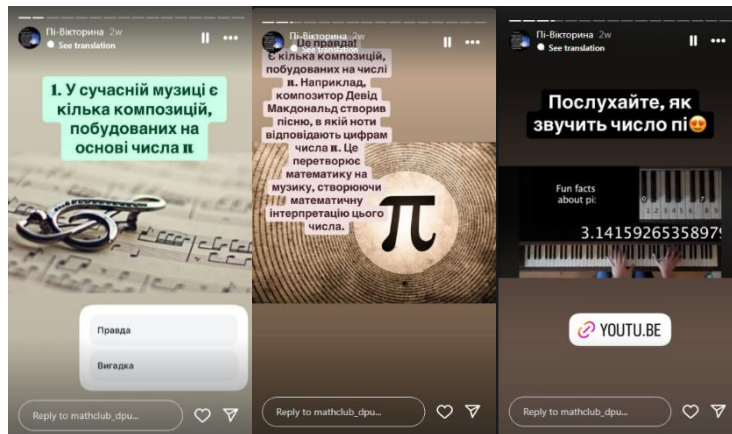 Пі-Вікторина 2w
See translation
1. У сучасній музиці є
кілька композицій,
побудованих на
основі числа π
Правда
Вигадка
Reply to mathclub_dpu...
Пі-Вікторина 2w
See translation
Це правда!
Є кілька композицій,
побудованих на числі
π. Наприклад,
композитор Девід
Макдональд створив
пісню, в якій ноти
відповідають цифрам
числа π. Це
перетворює
математику на
музику, створюючи
математичну
інтерпретацію цього
числа.
π
Reply to mathclub_dpu...
Пі-Вікторина 2w
See translation
Послухайте, як
звучить число пі😍
Fun facts
about pi:
3.14159265358979
YOUTU.BE
Reply to mathclub_dpu...